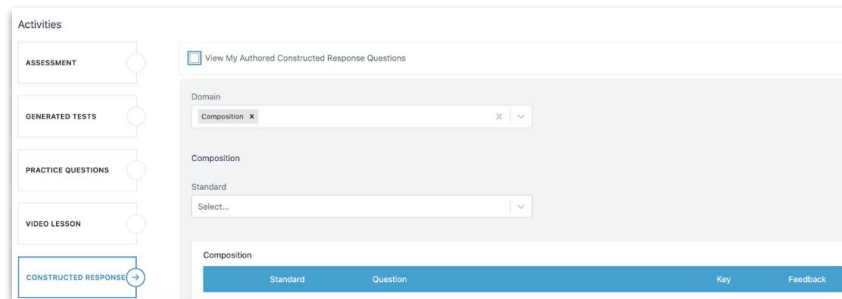 Activities
ASSESSMENT
GENERATED TESTS
PRACTICE QUESTIONS
VIDEO LESSON
CONSTRUCTED RESPONSE
View My Authored Constructed Response Questions
Domain
Composition x
Composition
Standard
Select...
Composition
Standard Question Key Feedback